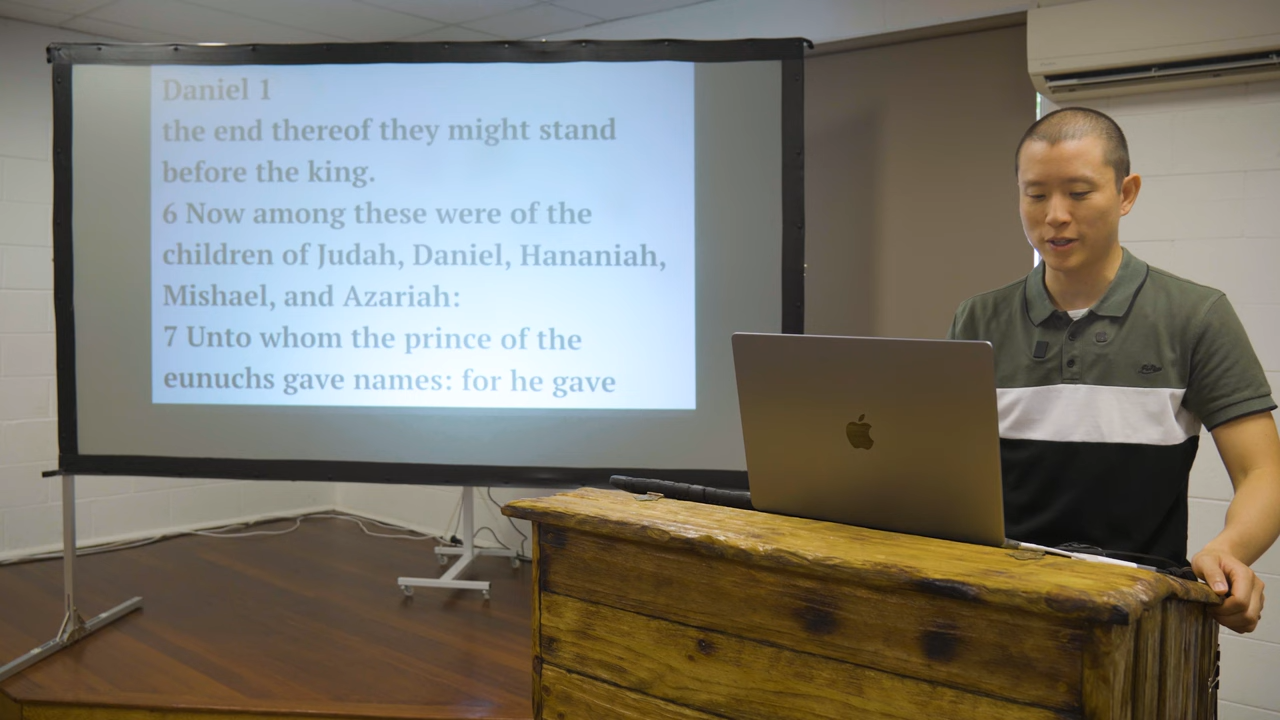 Daniel 1
the end thereof they might stand
before the king.
6 Now among these were of the
children of Judah, Daniel, Hananiah,
Mishael, and Azariah:
7 Unto whom the prince of the
eunuchs gave names: for he gave